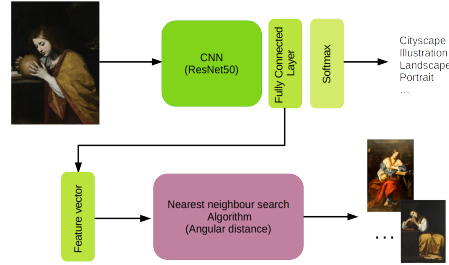 CNN
(ResNet50)
Fully Connected
Layer
Softmax
Cityscape
Illustration
Landscape
Portrait
...
Feature vector
Nearest neighbour search
Algorithm
(Angular distance)
...